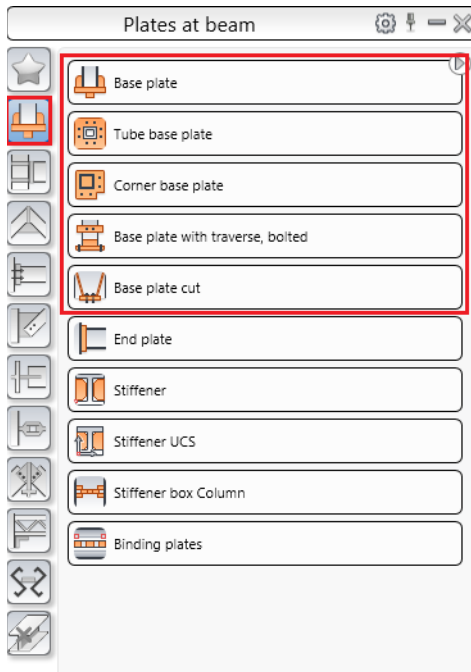 Plates at beam
Base plate
Tube base plate
Corner base plate
Base plate with traverse, bolted
Base plate cut
End plate
Stiffener
Stiffener UCS
Stiffener box Column
Binding plates